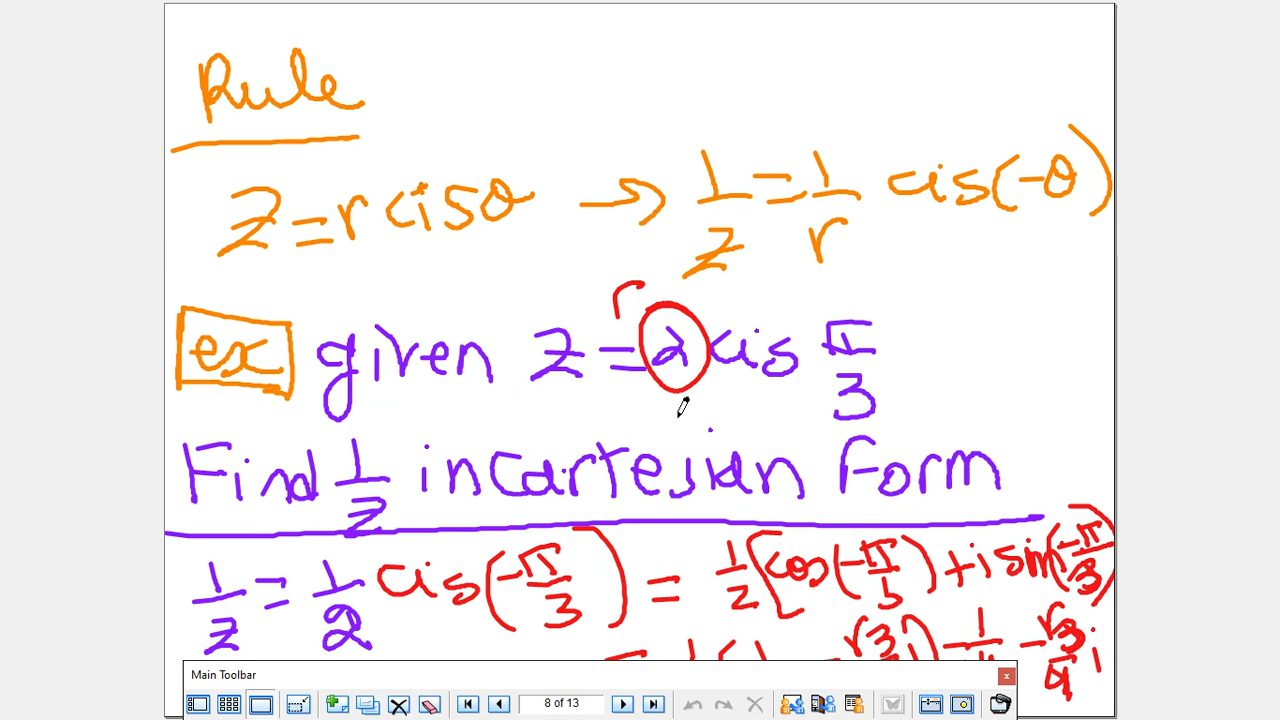 Rule
z = r cis θ → 1/z = 1/r cis(-θ)
r
ex given z = 2 cis π/3
Find 1/z in cartesian form
1/z = 1/2 cis(-π/3) = 1/2 [cos(-π/3) + i sin(-π/3)
Main Toolbar
8 of 13